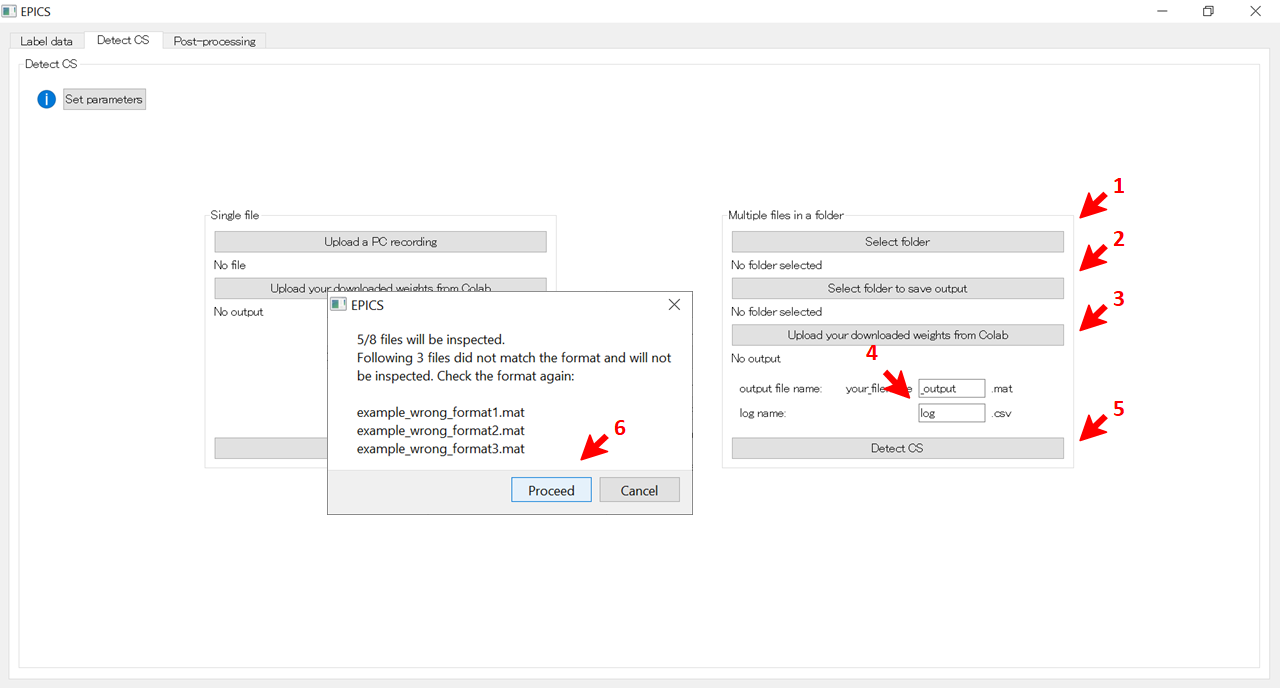 EPICS
Label data
Detect CS
Post-processing
Detect CS
i
Set parameters
Single file
Upload a PC recording
No file
Upload your downloaded weights from Colab
No output
EPICS
5/8 files will be inspected.
Following 3 files did not match the format and will not
be inspected. Check the format again:
example_wrong_format1.mat
example_wrong_format2.mat
example_wrong_format3.mat
6
Proceed
Cancel
1
Multiple files in a folder
Select folder
2
No folder selected
Select folder to save output
3
No folder selected
Upload your downloaded weights from Colab
4
No output
output file name: _output .mat
log name: log .csv
5
Detect CS